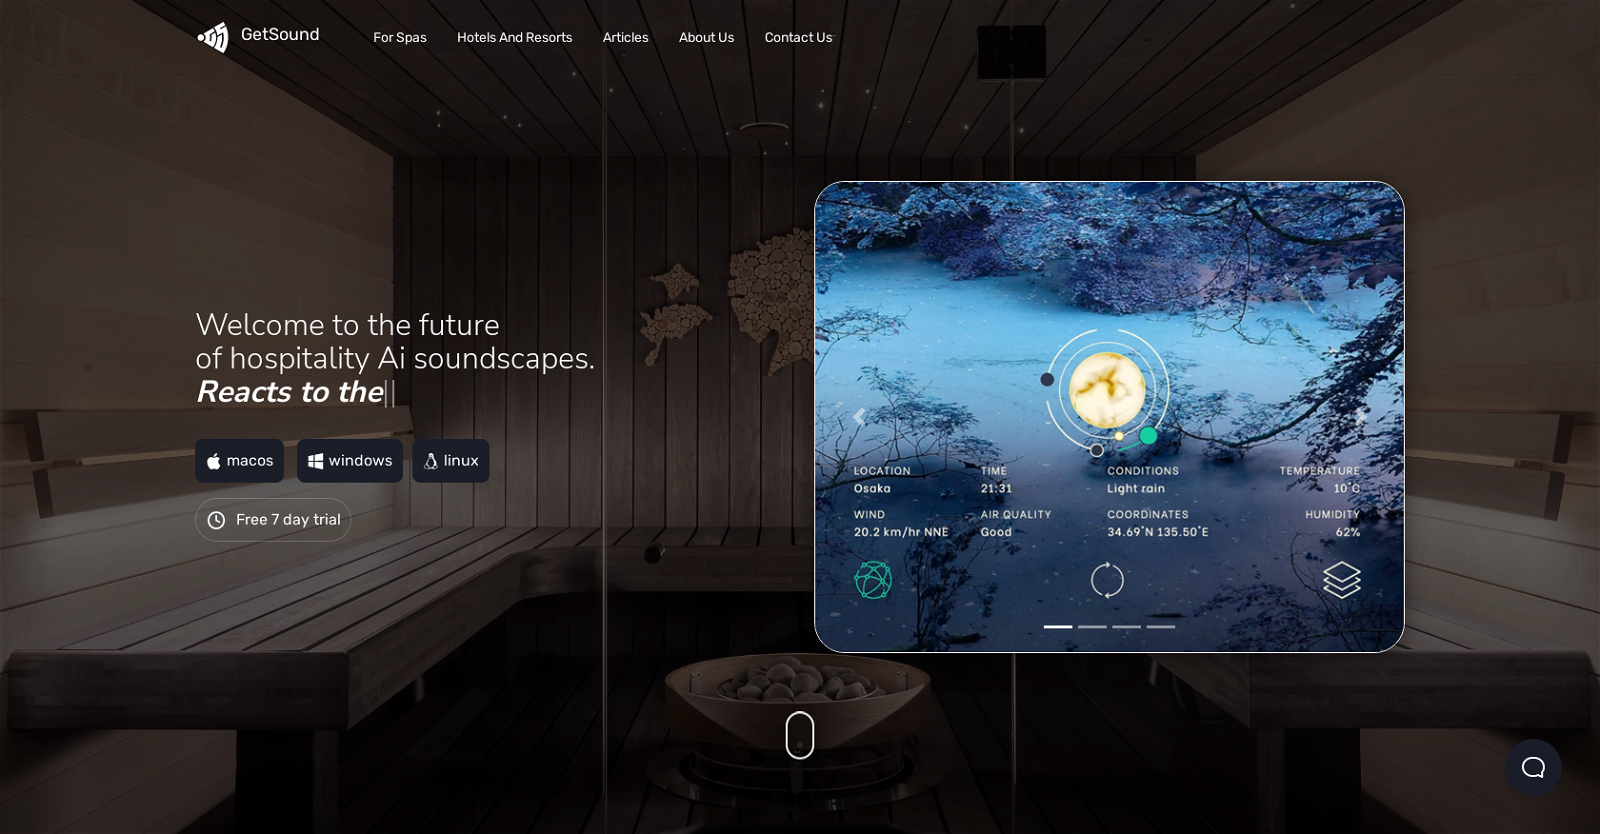 GetSound
For Spas
Hotels And Resorts
Articles
About Us
Contact Us
Welcome to the future
of hospitality Ai soundscapes.
Reacts to the||
macos
windows
linux
Free 7 day trial
LOCATION
Osaka
TIME
21:31
CONDITIONS
Light rain
TEMPERATURE
10°C
WIND
20.2 km/hr NNE
AIR QUALITY
Good
COORDINATES
34.69°N 135.50°E
HUMIDITY
62%